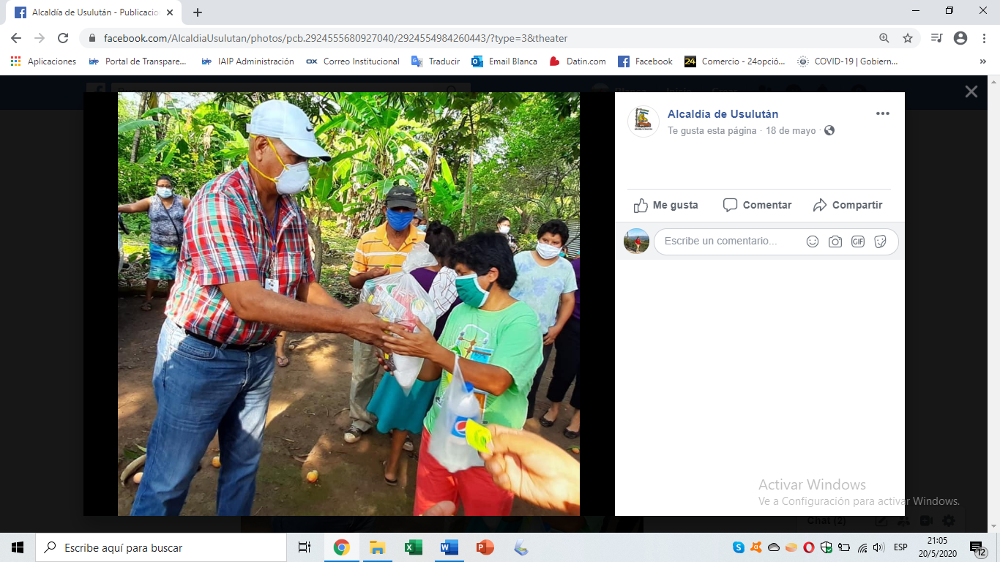 Alcaldía de Usulután - Publicacio
facebook.com/AlcaldiaUsulutan/photos/pcb.2924555680927040/2924554984260443/?type=3&theater
Aplicaciones
Portal de Transpare...
IAIP Administración
Correo Institucional
Traducir
Email Blanca
Datin.com
Facebook
24
Comercio - 24opció...
COVID-19 | Gobiern...
»
Alcaldía de Usulután
Te gusta esta página · 18 de mayo ·
Me gusta
Comentar
Compartir
Escribe un comentario...
GIF
Activar Windows
Ve a Configuración para activar Windows.
Chat (2)
Escribe aquí para buscar
ESP
21:05
20/5/2020
12